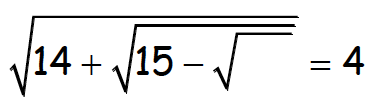 √(14 + √(15 − √ )) = 4